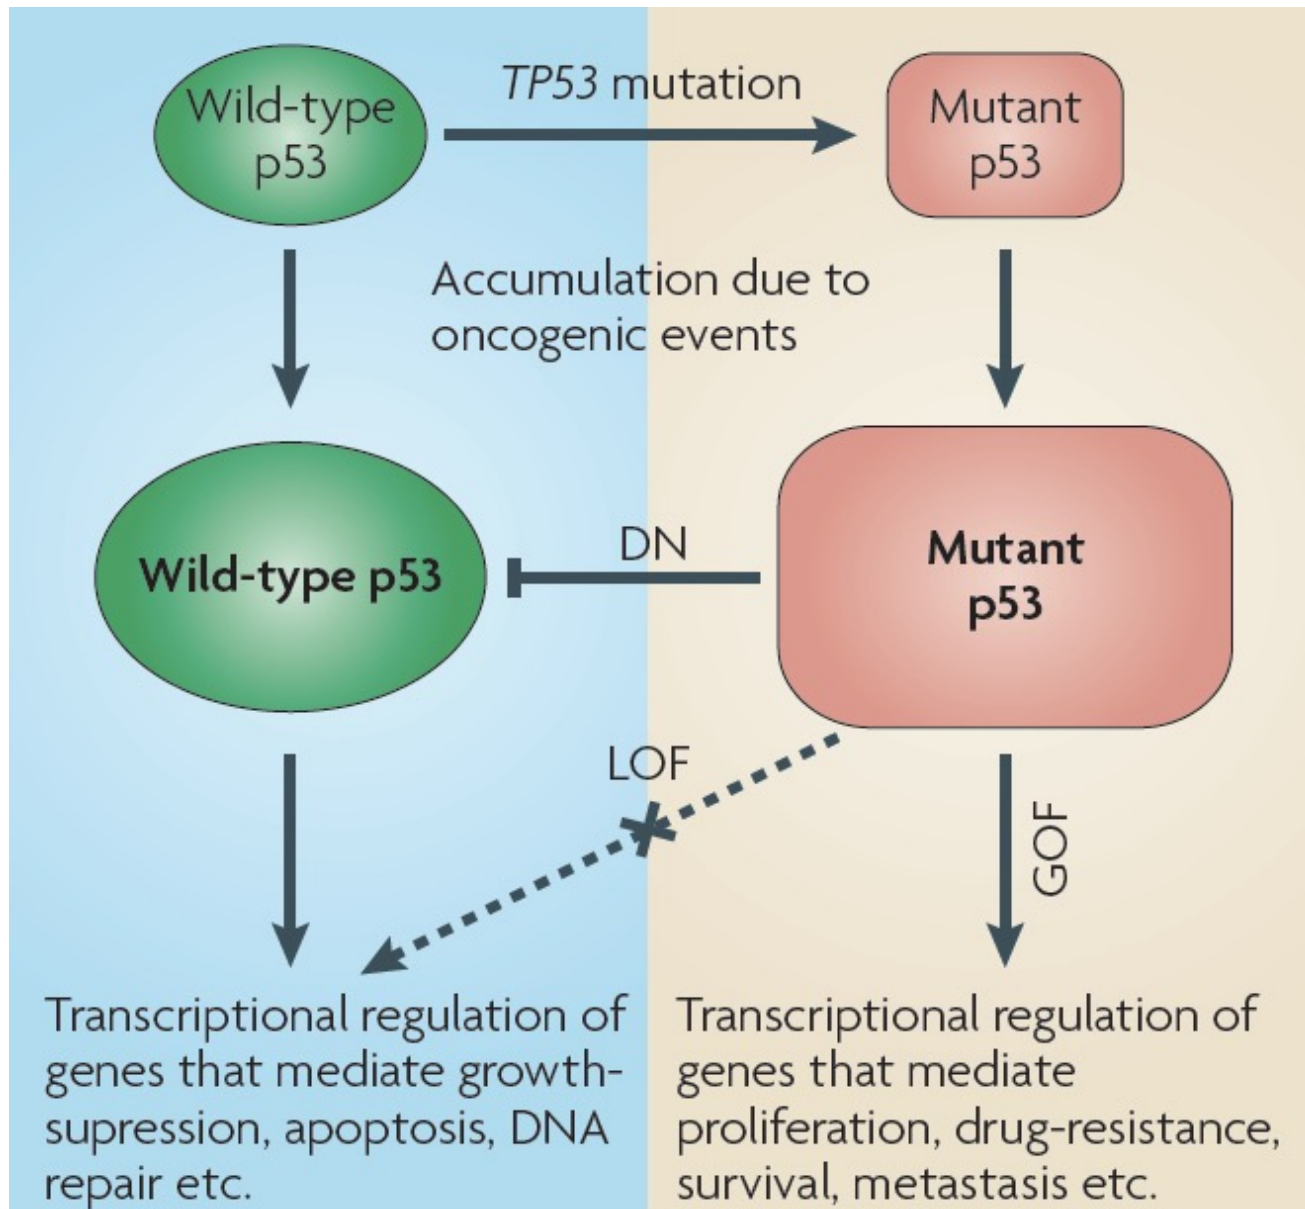 Wild-type
p53
TP53 mutation
Mutant
p53
Accumulation due to
oncogenic events
Wild-type p53
DN
Mutant
p53
LOF
GOF
Transcriptional regulation of
genes that mediate growth-
supression, apoptosis, DNA
repair etc.
Transcriptional regulation of
genes that mediate
proliferation, drug-resistance,
survival, metastasis etc.